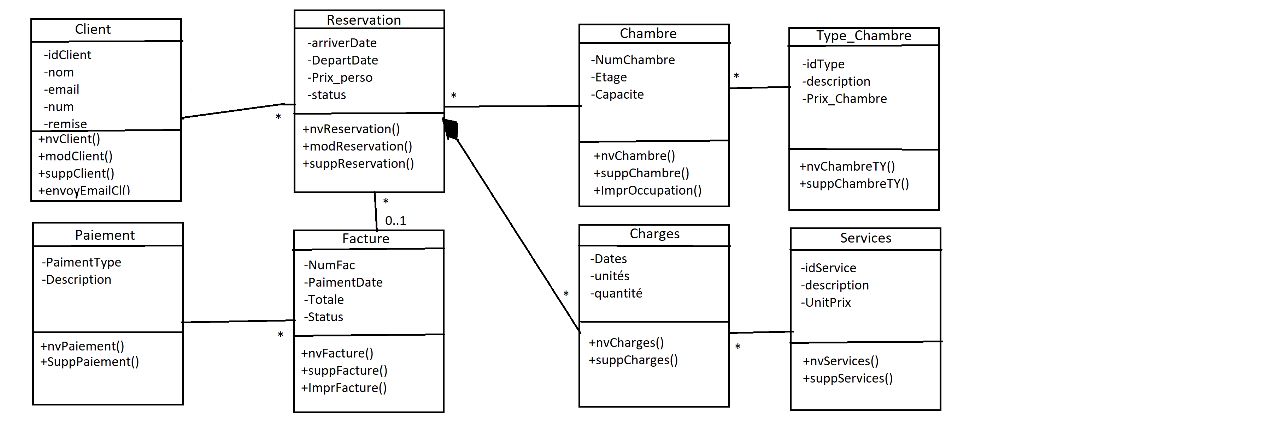 Client
-idClient
-nom
-email
-num
-remise
+nvClient()
+modClient()
+suppClient()
+envoyEmailCl()
Reservation
-arriverDate
-DepartDate
-Prix_perso
-status
+nvReservation()
+modReservation()
+suppReservation()
Chambre
-NumChambre
-Etage
-Capacite
+nvChambre()
+suppChambre()
+ImprOccupation()
Type_Chambre
-idType
-description
-Prix_Chambre
+nvChambreTY()
+suppChambreTY()
*
*
*
*
0..1
Paiement
-PaimentType
-Description
+nvPaiement()
+SuppPaiement()
Facture
-NumFac
-PaimentDate
-Totale
-Status
+nvFacture()
+suppFacture()
+ImprFacture()
Charges
-Dates
-unités
-quantité
+nvCharges()
+suppCharges()
Services
-idService
-description
-UnitPrix
+nvServices()
+suppServices()
*
*
*